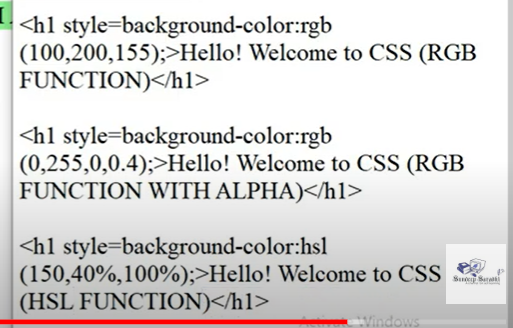 1.
<h1 style=background-color:rgb
(100,200,155);>Hello! Welcome to CSS (RGB
FUNCTION)</h1>
<h1 style=background-color:rgb
(0,255,0,0.4);>Hello! Welcome to CSS (RGB
FUNCTION WITH ALPHA)</h1>
<h1 style=background-color:hsl
(150,40%,100%);>Hello! Welcome to CSS
(HSL FUNCTION)</h1>
Sandeep Sarathi
Activate Windows